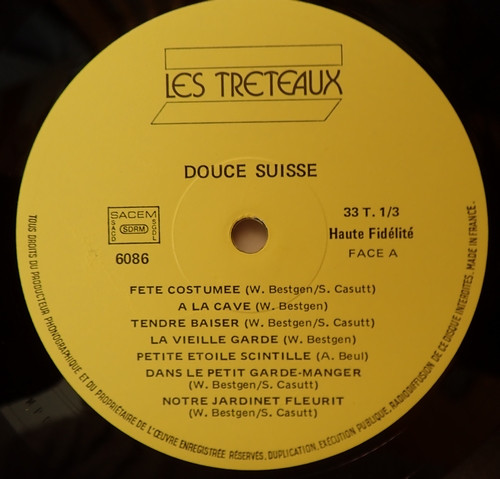 LES TRETEAUX
DOUCE SUISSE
SACEM
SACD SDRM SGDL
6086
33 T. 1/3
Haute Fidélité
FACE A
FETE COSTUMEE (W. Bestgen/S. Casutt)
A LA CAVE (W. Bestgen)
TENDRE BAISER (W. Bestgen/S. Casutt)
LA VIEILLE GARDE (W. Bestgen)
PETITE ETOILE SCINTILLE (A. Beul)
DANS LE PETIT GARDE-MANGER
(W. Bestgen/S. Casutt)
NOTRE JARDINET FLEURIT
(W. Bestgen/S. Casutt)
TOUS DROITS DU PRODUCTEUR PHONOGRAPHIQUE ET DU PROPRIÉTAIRE DE L'ŒUVRE ENREGISTRÉE RÉSERVÉS, DUPLICATION, EXÉCUTION PUBLIQUE, RADIODIFFUSION DE CE DISQUE INTERDITES. MADE IN FRANCE.